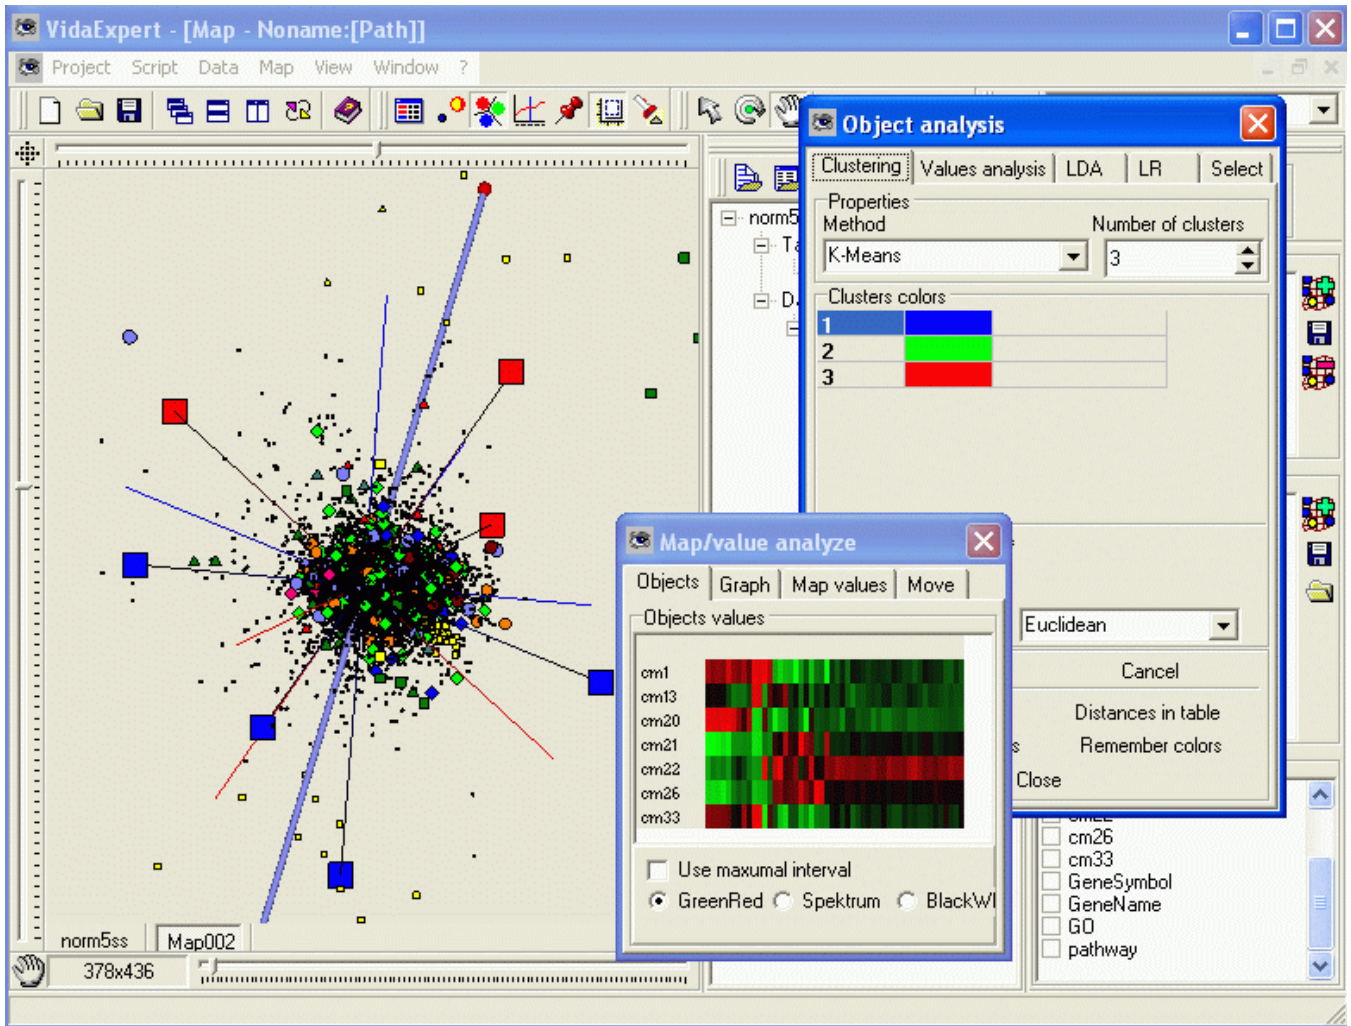 VidaExpert - [Map - Noname:[Path]]
Project Script Data Map View Window ?
Object analysis
Clustering Values analysis LDA LR Select
Properties
Method Number of clusters
K-Means 3
Clusters colors
1
2
3
norm5
Map/value analyze
Objects Graph Map values Move
Objects values
cm1
cm13
cm20
cm21
cm22
cm26
cm33
Use maxumal interval
GreenRed Spektrum BlackW
Euclidean
Cancel
Distances in table
s Remember colors
Close
cm26
cm33
GeneSymbol
GeneName
GO
pathway
norm5ss Map002
378x436